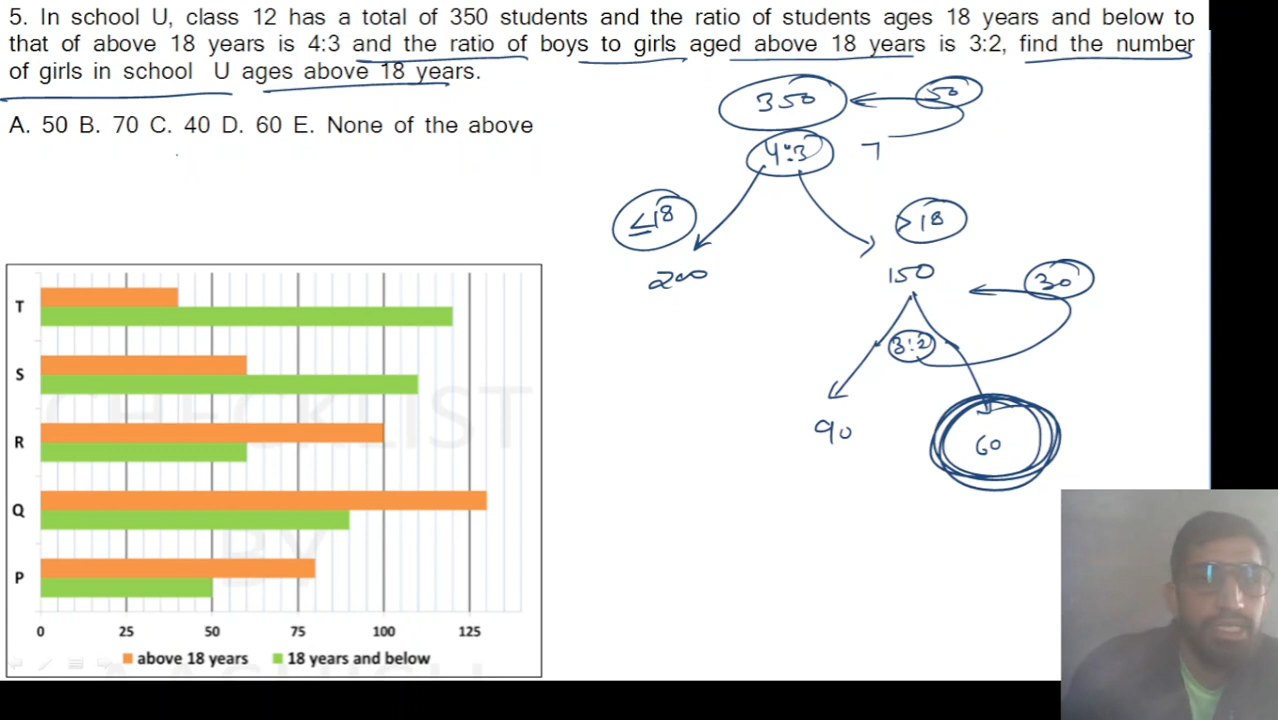 5. In school U, class 12 has a total of 350 students and the ratio of students ages 18 years and below to
that of above 18 years is 4:3 and the ratio of boys to girls aged above 18 years is 3:2, find the number
of girls in school U ages above 18 years.
A. 50 B. 70 C. 40 D. 60 E. None of the above
350
50
4:3
7
≤18
>18
200
150
30
3:2
90
60
CHECKLIST
BY
T
S
R
Q
P
0 25 50 75 100 125
above 18 years 18 years and below